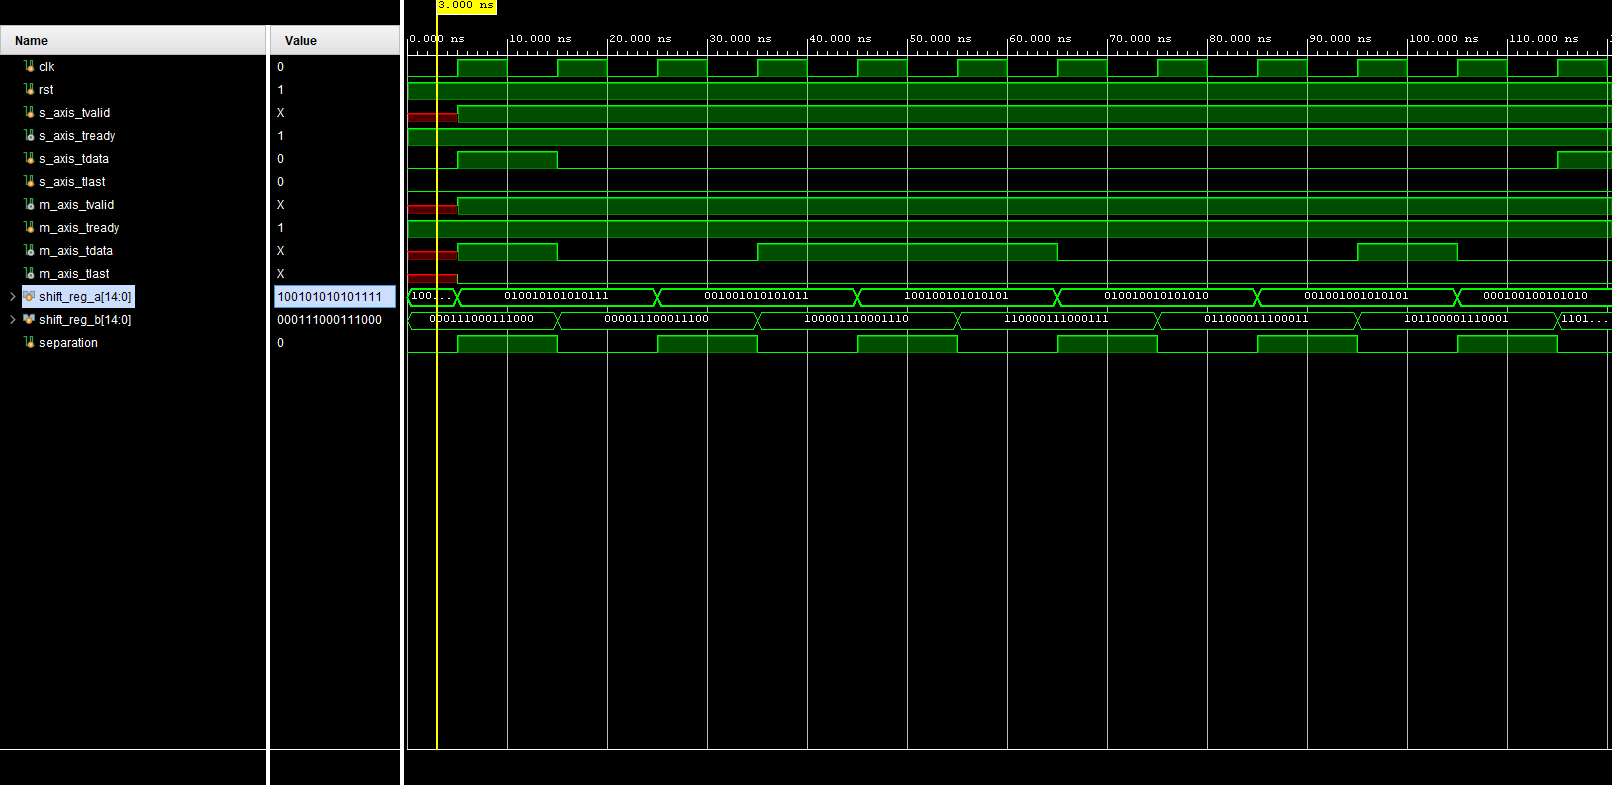 3.000 ns
Name Value
0.000 ns 10.000 ns 20.000 ns 30.000 ns 40.000 ns 50.000 ns 60.000 ns 70.000 ns 80.000 ns 90.000 ns 100.000 ns 110.000 ns
clk 0
rst 1
s_axis_tvalid X
s_axis_tready 1
s_axis_tdata 0
s_axis_tlast 0
m_axis_tvalid X
m_axis_tready 1
m_axis_tdata X
m_axis_tlast X
shift_reg_a[14:0] 100101010101111 100... 010010101010111 001001010101011 100100101010101 010010010101010 001001001010101 000100100101010
shift_reg_b[14:0] 000111000111000 000111000111000 000011100011100 100001110001110 110000111000111 011000011100011 101100001110001 1101...
separation 0